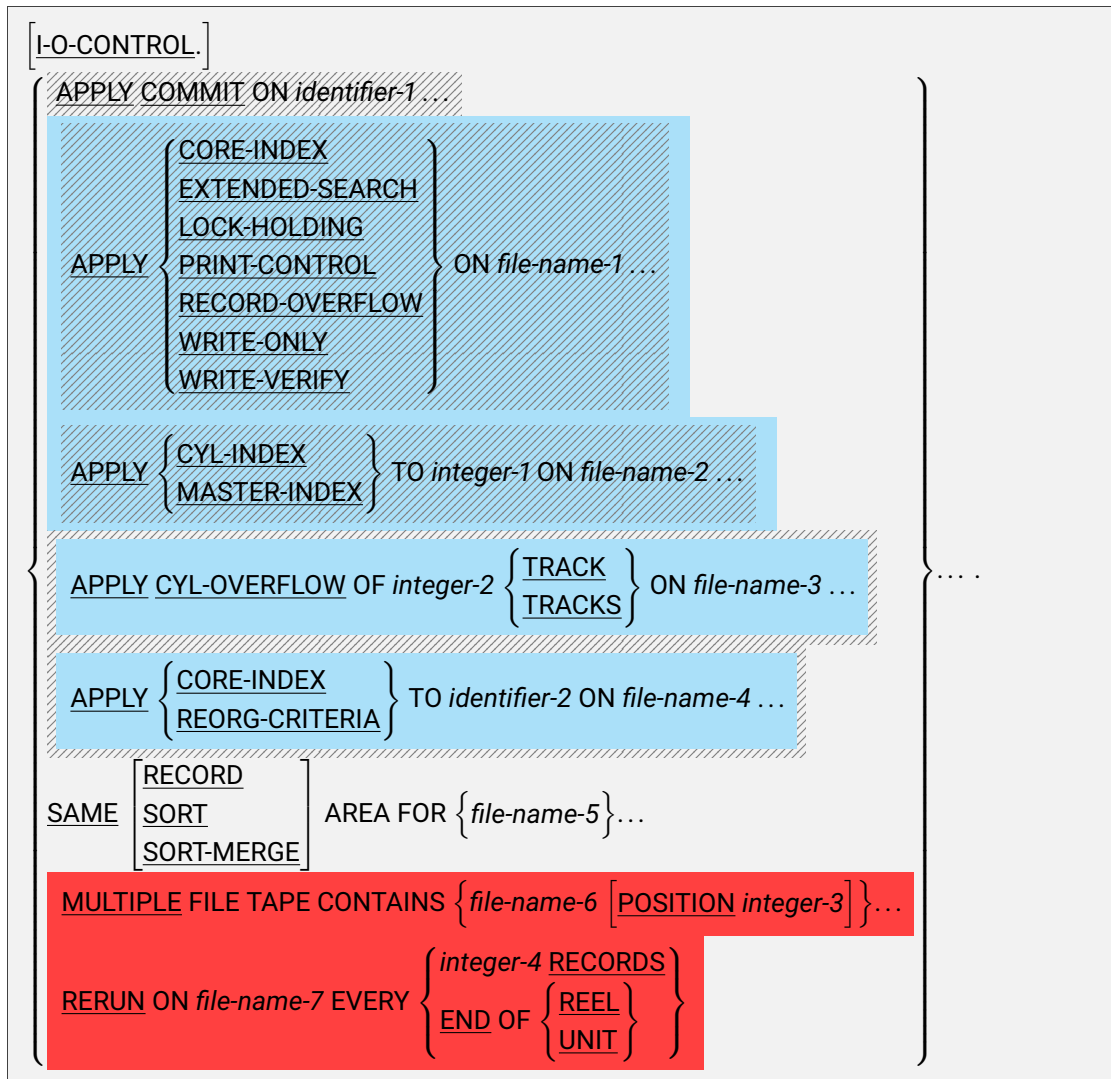 [I-O-CONTROL.]
APPLY COMMIT ON identifier-1 …
CORE-INDEX
EXTENDED-SEARCH
LOCK-HOLDING
APPLY PRINT-CONTROL ON file-name-1 …
RECORD-OVERFLOW
WRITE-ONLY
WRITE-VERIFY
CYL-INDEX
APPLY TO integer-1 ON file-name-2 …
MASTER-INDEX
TRACK
APPLY CYL-OVERFLOW OF integer-2 ON file-name-3 …
TRACKS
… .
CORE-INDEX
APPLY TO identifier-2 ON file-name-4 …
REORG-CRITERIA
RECORD
SAME SORT AREA FOR {file-name-5}…
SORT-MERGE
MULTIPLE FILE TAPE CONTAINS {file-name-6 [POSITION integer-3]}…
integer-4 RECORDS
RERUN ON file-name-7 EVERY
END OF REEL
UNIT